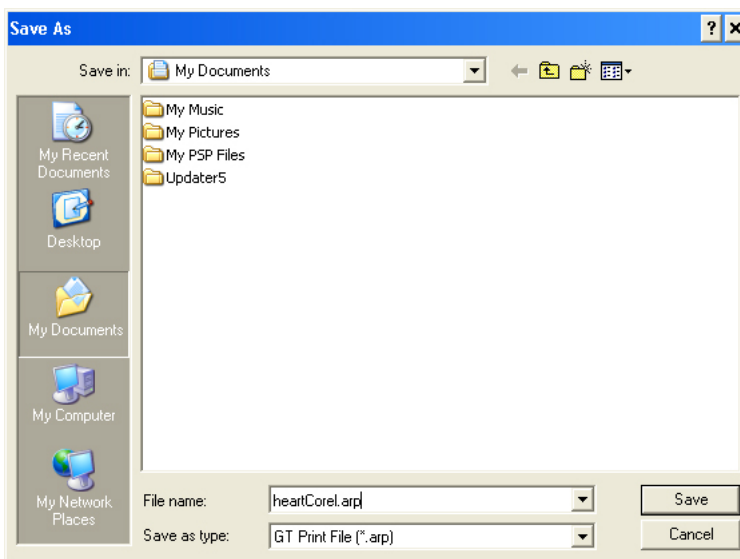 Save As
Save in:
My Documents
My Recent
Documents
Desktop
My Documents
My Computer
My Network
Places
My Music
My Pictures
My PSP Files
Updater5
File name:
heartCorel.arp
Save
Save as type:
GT Print File (*.arp)
Cancel